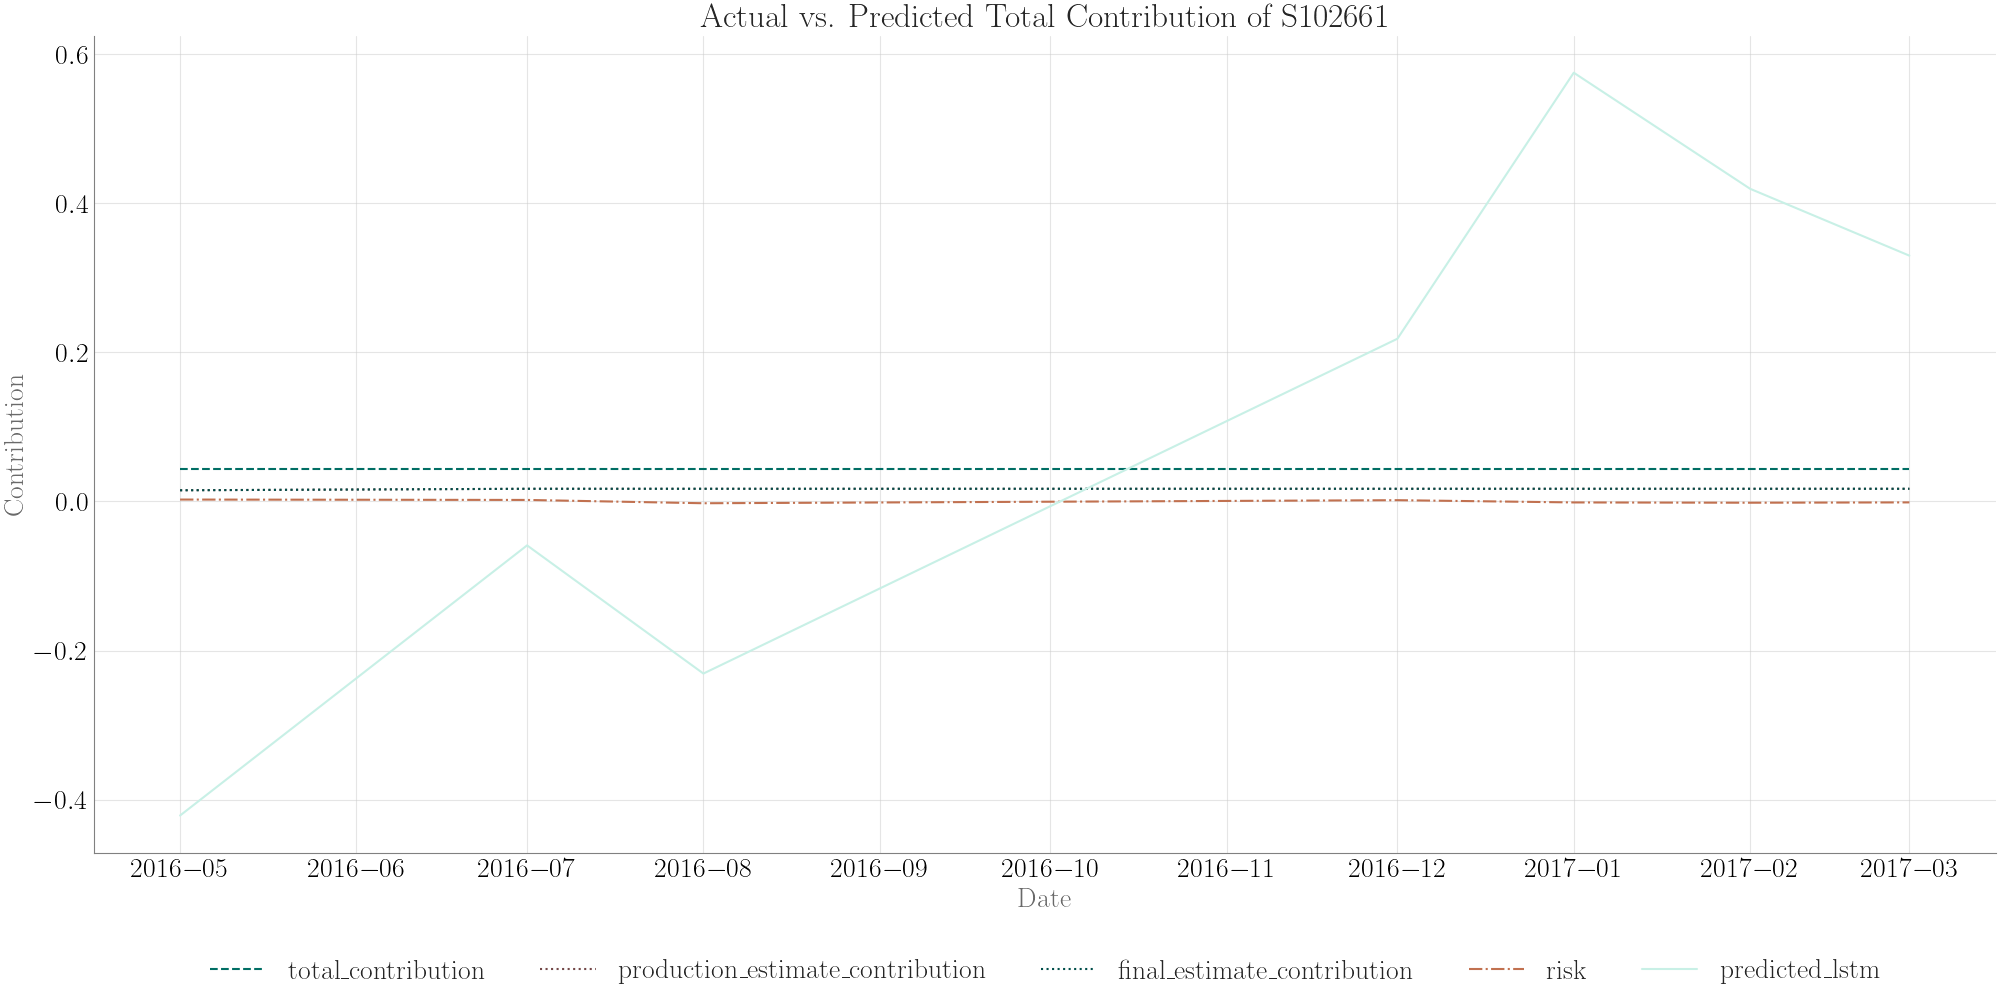 Actual vs. Predicted Total Contribution of S102661
0.6
0.4
0.2
0.0
−0.2
−0.4
Contribution
2016−05 2016−06 2016−07 2016−08 2016−09 2016−10 2016−11 2016−12 2017−01 2017−02 2017−03
Date
total_contribution production_estimate_contribution final_estimate_contribution risk predicted_lstm